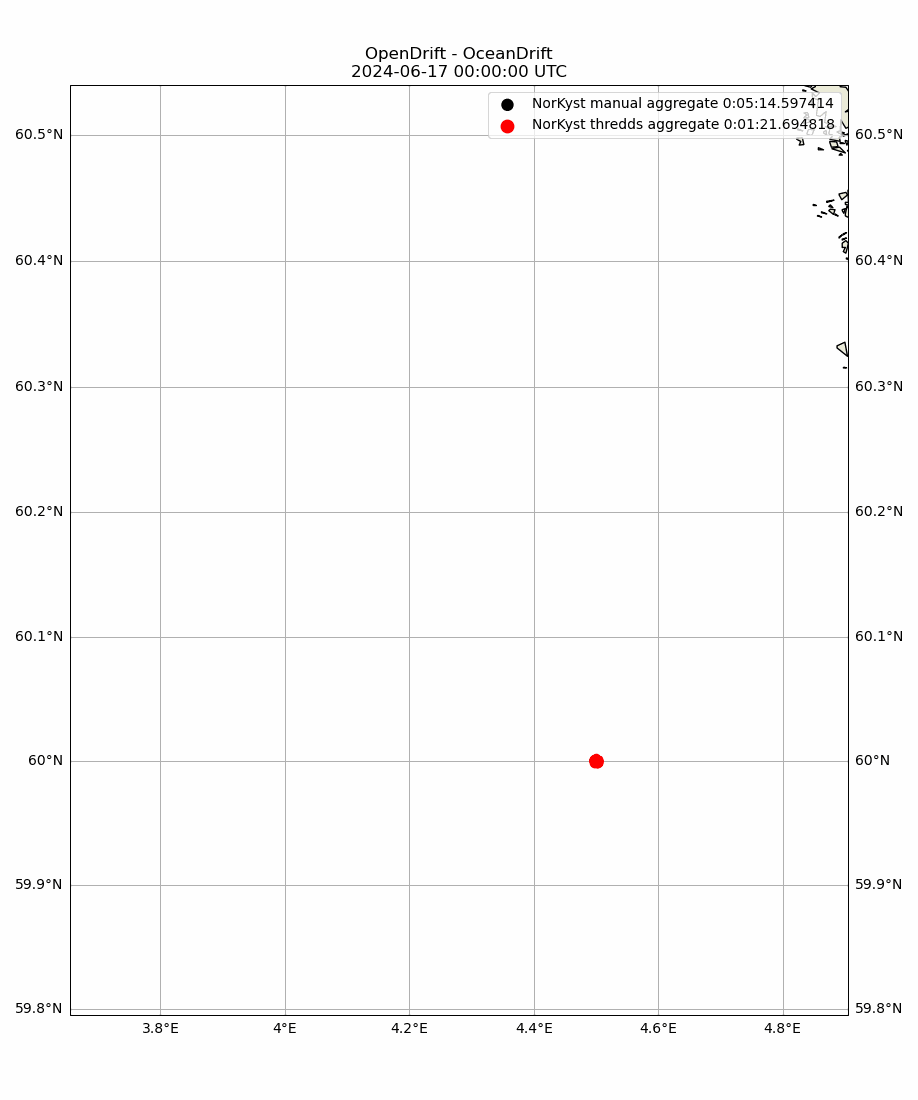 OpenDrift - OceanDrift
2024-06-17 00:00:00 UTC
NorKyst manual aggregate 0:05:14.597414
NorKyst thredds aggregate 0:01:21.694818
60.5°N 60.5°N
60.4°N 60.4°N
60.3°N 60.3°N
60.2°N 60.2°N
60.1°N 60.1°N
60°N 60°N
59.9°N 59.9°N
59.8°N 59.8°N
3.8°E 4°E 4.2°E 4.4°E 4.6°E 4.8°E